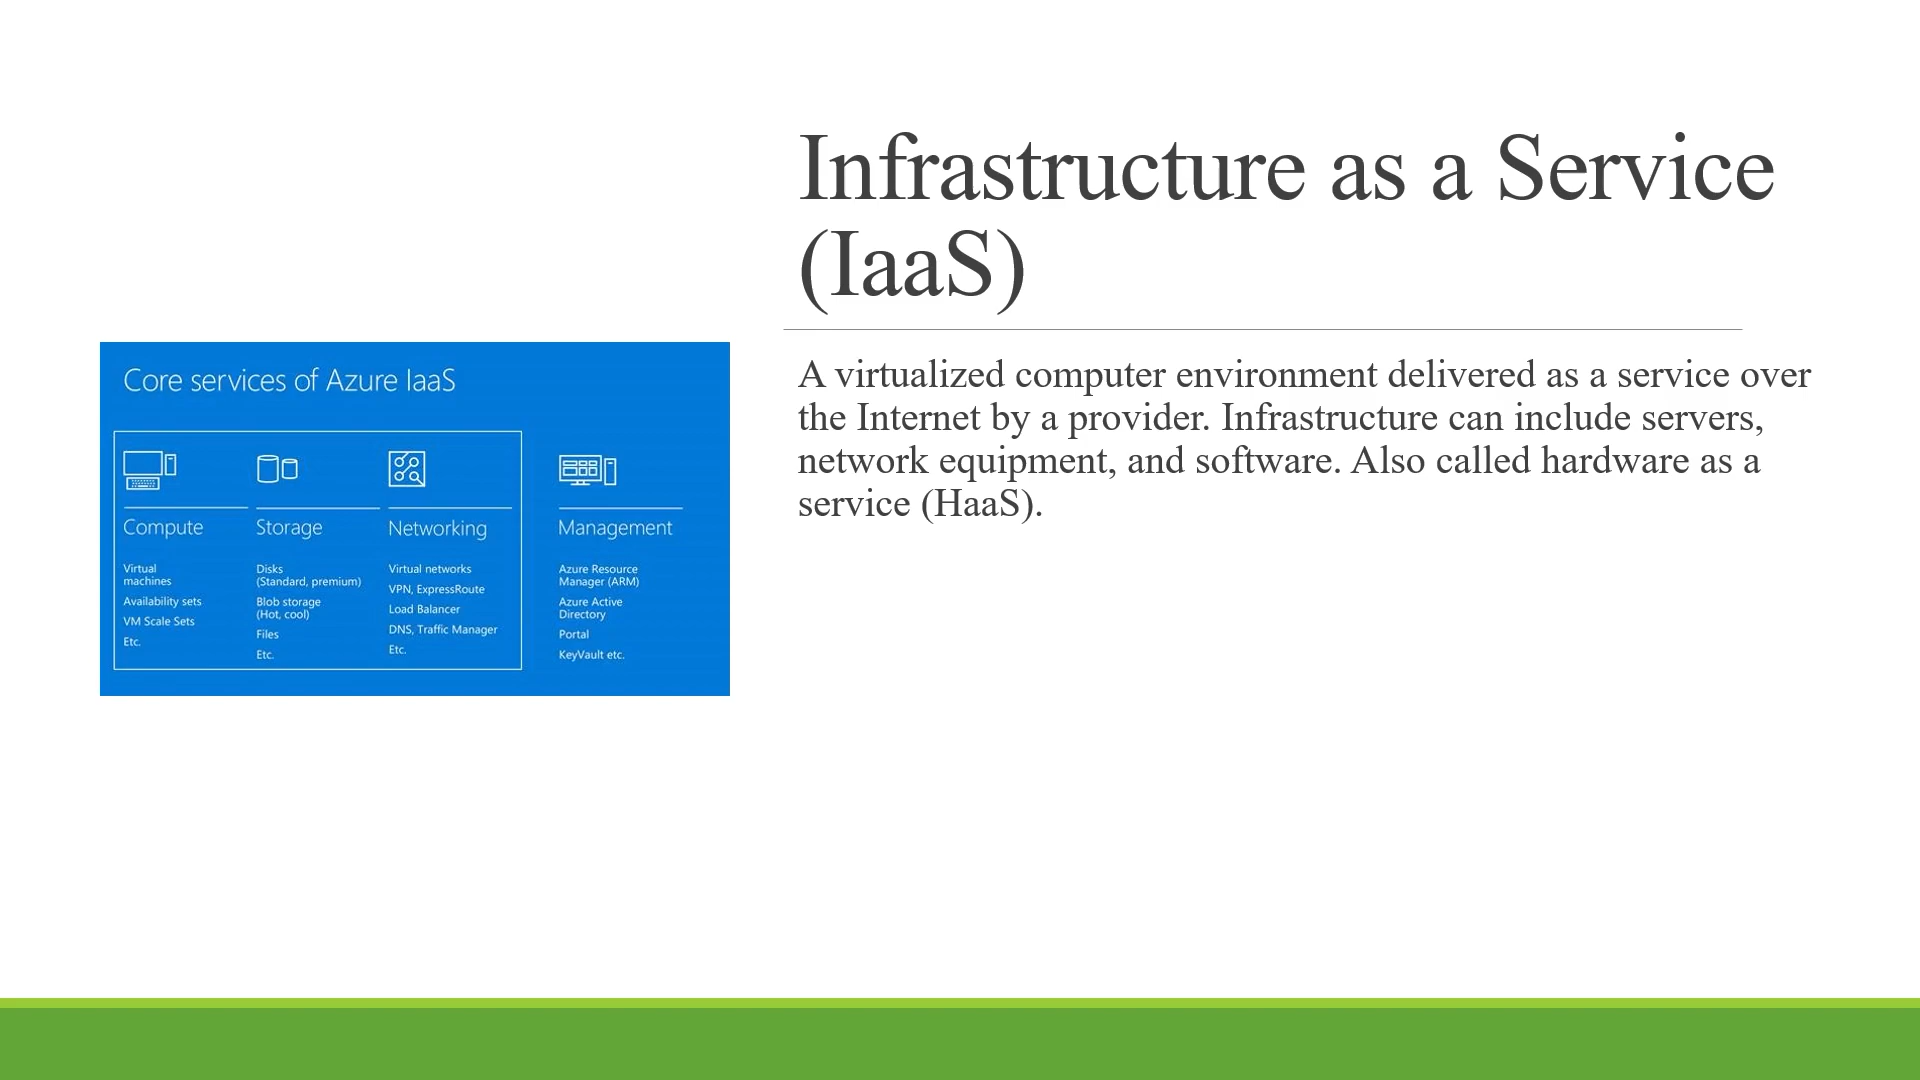 Infrastructure as a Service
(IaaS)
A virtualized computer environment delivered as a service over
the Internet by a provider. Infrastructure can include servers,
network equipment, and software. Also called hardware as a
service (HaaS).
Core services of Azure IaaS
Compute
Virtual
machines
Availability sets
VM Scale Sets
Etc.
Storage
Disks
(Standard, premium)
Blob storage
(Hot, cool)
Files
Etc.
Networking
Virtual networks
VPN, ExpressRoute
Load Balancer
DNS, Traffic Manager
Etc.
Management
Azure Resource
Manager (ARM)
Azure Active
Directory
Portal
KeyVault etc.